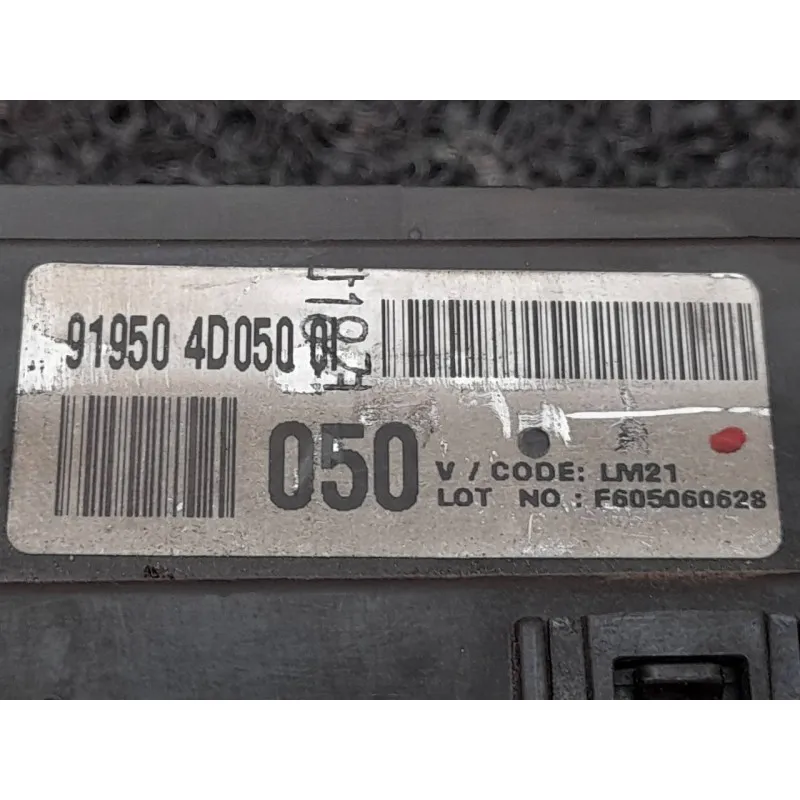 91950 4D050
050
V / CODE: LM21
LOT NO : F605060628